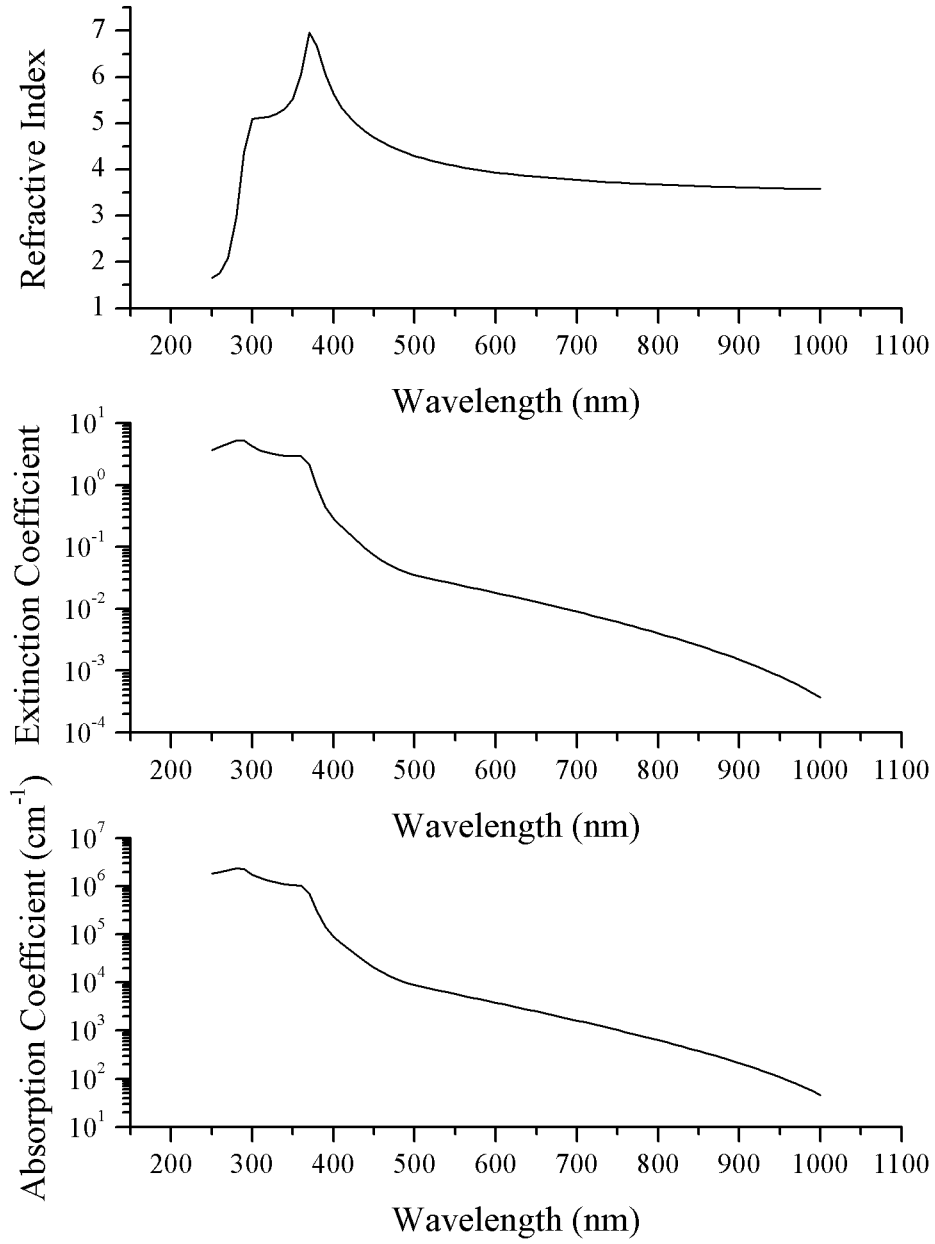 Refractive Index
7
6
5
4
3
2
1
200 300 400 500 600 700 800 900 1000 1100
Wavelength (nm)
Extinction Coefficient
10^1
10^0
10^-1
10^-2
10^-3
10^-4
200 300 400 500 600 700 800 900 1000 1100
Wavelength (nm)
Absorption Coefficient (cm^-1)
10^7
10^6
10^5
10^4
10^3
10^2
10^1
200 300 400 500 600 700 800 900 1000 1100
Wavelength (nm)